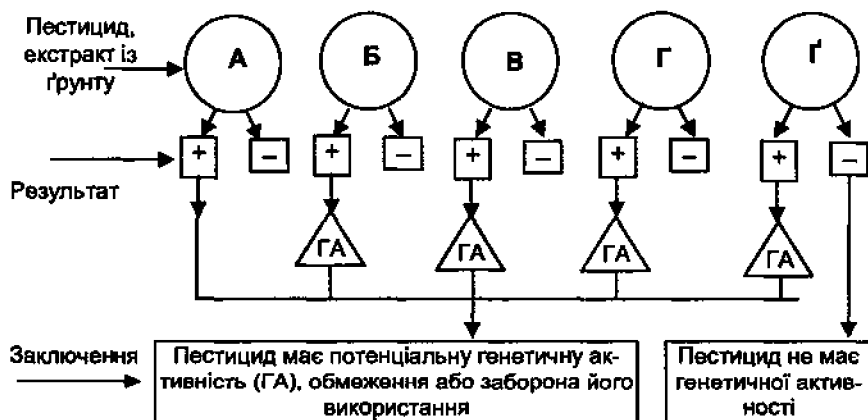 Пестицид,
екстракт із
ґрунту
А Б В Г Ґ
+ – + – + – + – + –
Результат
ГА ГА ГА ГА
Заключення
Пестицид має потенціальну генетичну ак-
тивність (ГА), обмеження або заборона його
використання
Пестицид не має
генетичної актив-
ності